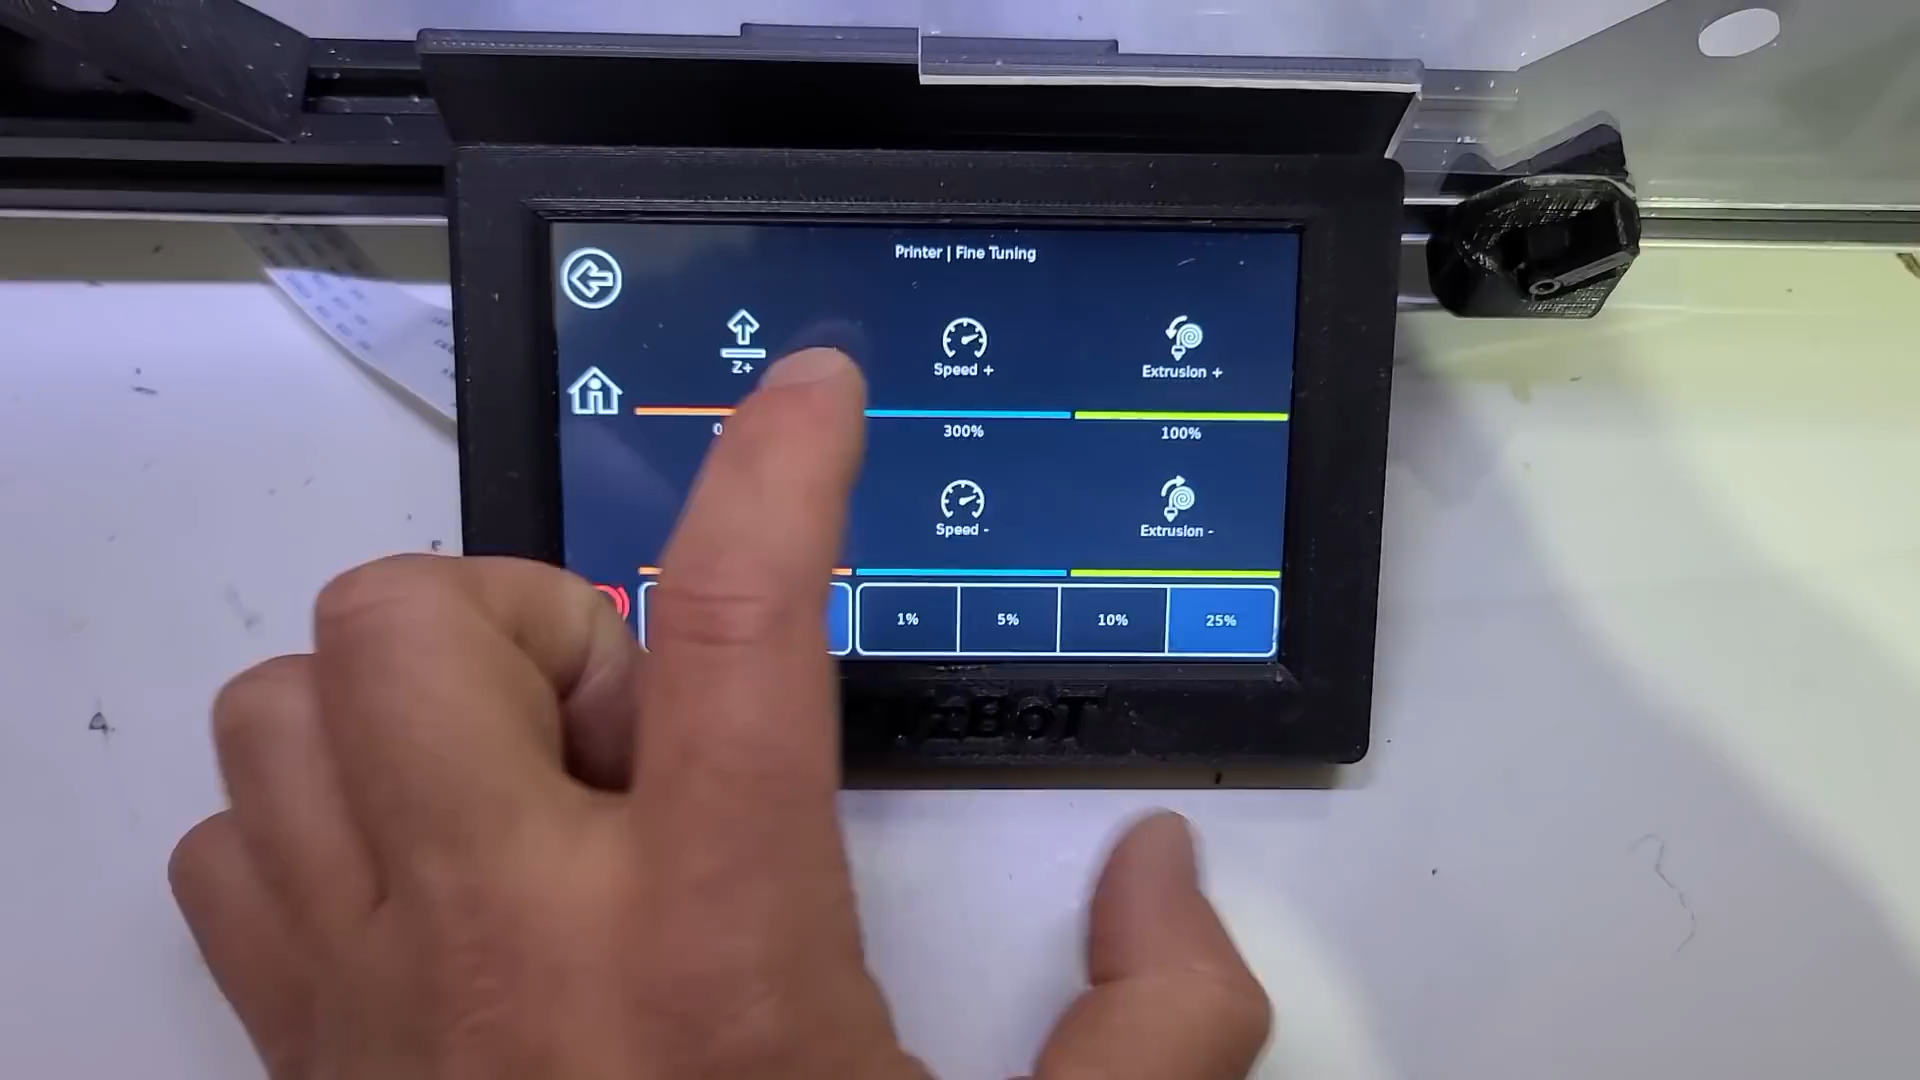 Printer | Fine Tuning
Z+
Speed +
Extrusion +
300%
100%
Speed -
Extrusion -
1%
5%
10%
25%